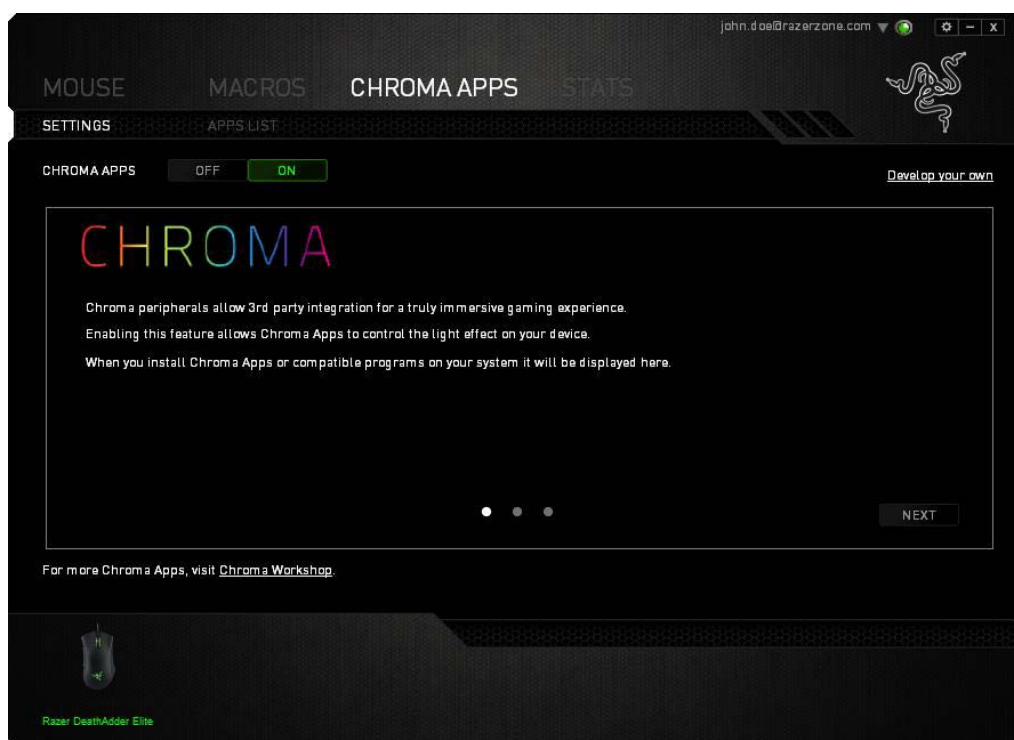 john.doe@razerzone.com
MOUSE MACROS CHROMA APPS STATS
SETTINGS APPS LIST
CHROMA APPS OFF ON
Develop your own
CHROMA
Chroma peripherals allow 3rd party integration for a truly immersive gaming experience.
Enabling this feature allows Chroma Apps to control the light effect on your device.
When you install Chroma Apps or compatible programs on your system it will be displayed here.
NEXT
For more Chroma Apps, visit Chroma Workshop.
Razer DeathAdder Elite